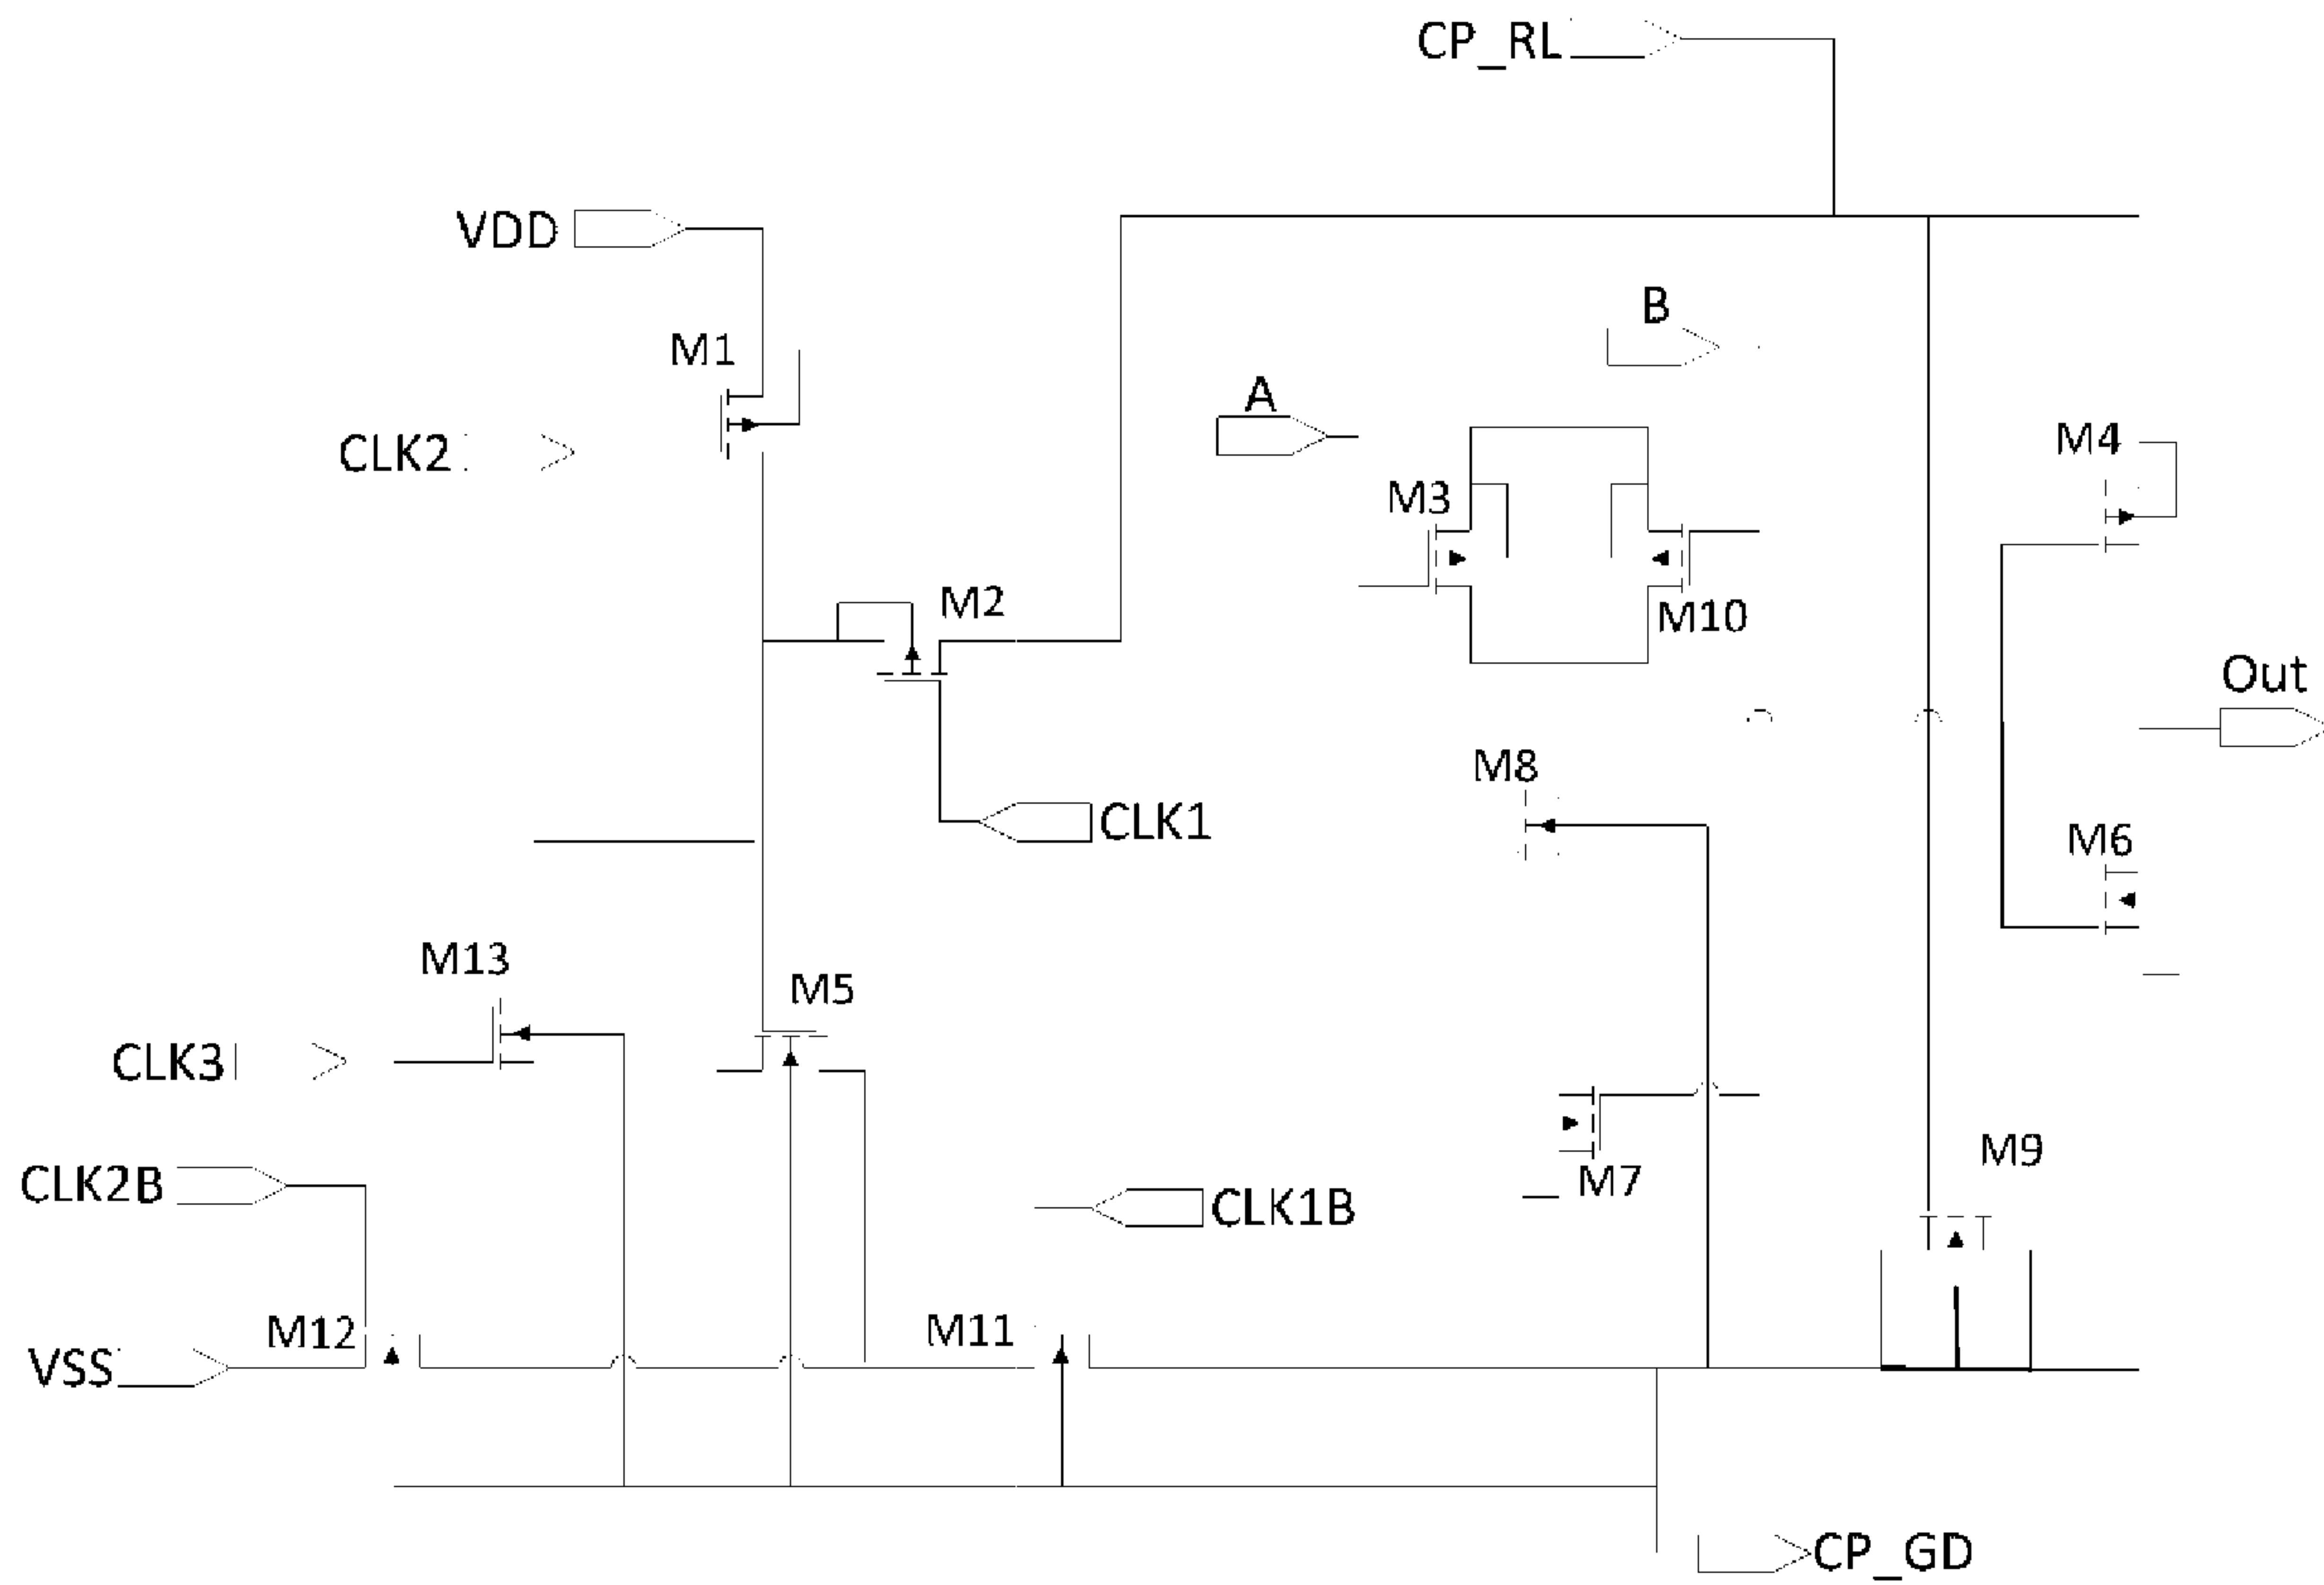 CP_RL
VDD
B
M1
A
M4
CLK2
M3
M2
M10
Out
M8
CLK1
M6
M13
M5
CLK3
M9
CLK2B
M7
CLK1B
M12
M11
VSS
CP_GD